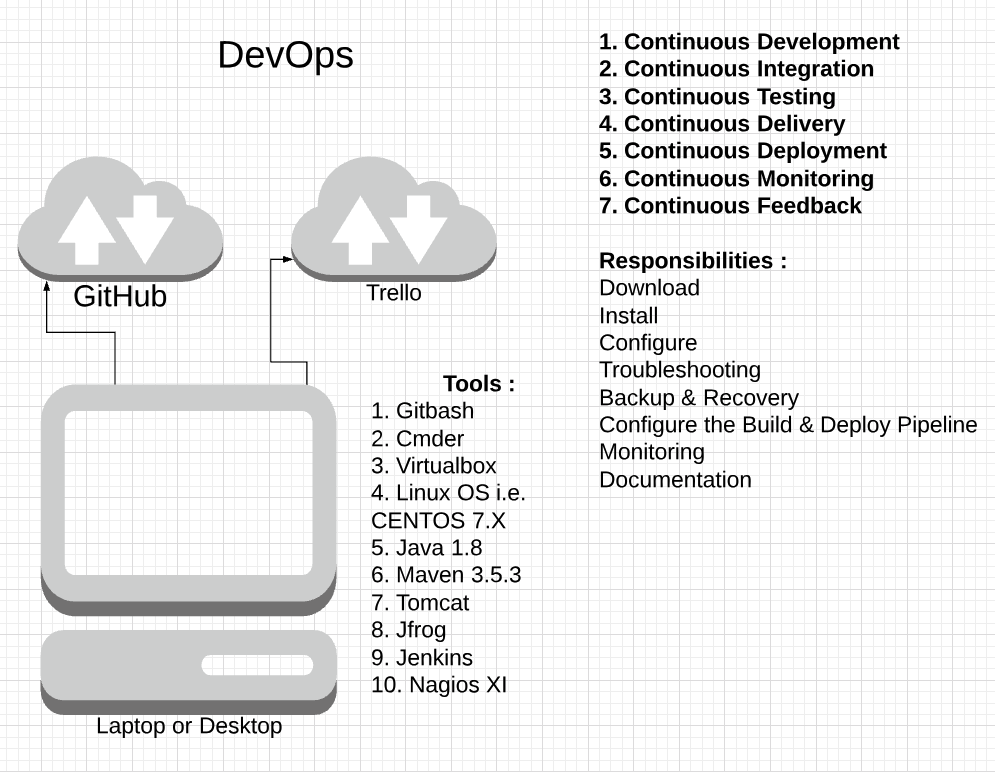 DevOps
GitHub
Trello
Laptop or Desktop
Tools :
1. Gitbash
2. Cmder
3. Virtualbox
4. Linux OS i.e.
CENTOS 7.X
5. Java 1.8
6. Maven 3.5.3
7. Tomcat
8. Jfrog
9. Jenkins
10. Nagios XI
1. Continuous Development
2. Continuous Integration
3. Continuous Testing
4. Continuous Delivery
5. Continuous Deployment
6. Continuous Monitoring
7. Continuous Feedback
Responsibilities :
Download
Install
Configure
Troubleshooting
Backup & Recovery
Configure the Build & Deploy Pipeline
Monitoring
Documentation